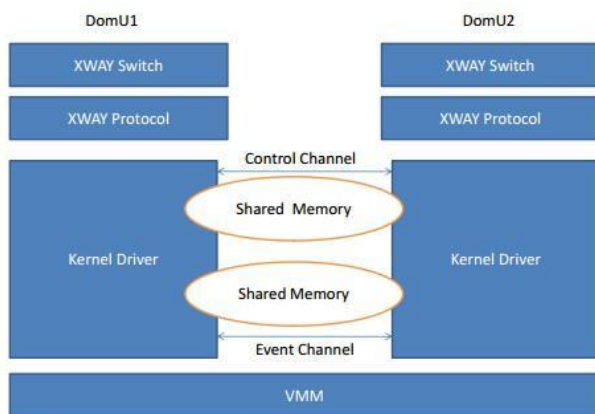 DomU1
DomU2
XWAY Switch
XWAY Switch
XWAY Protocol
XWAY Protocol
Control Channel
Shared Memory
Kernel Driver
Kernel Driver
Shared Memory
Event Channel
VMM